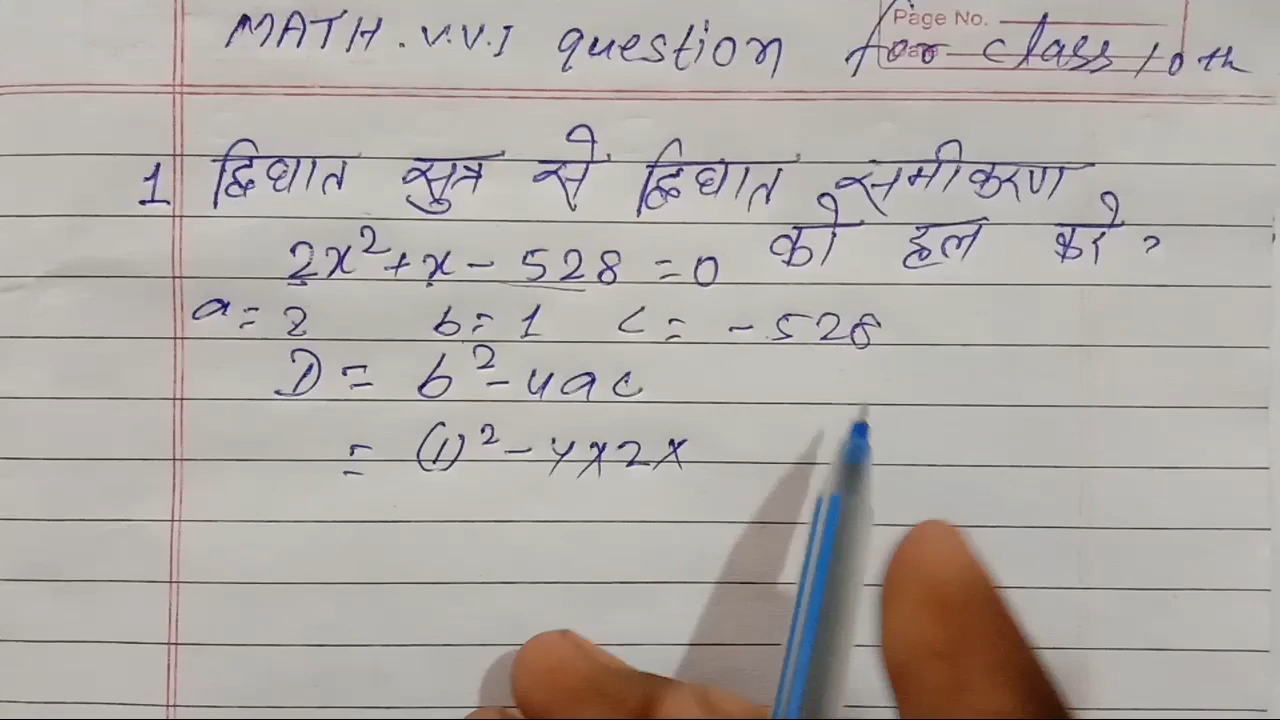 Page No.
MATH. V.V.I question for class 10th
1 द्विघात सुत्र से द्विघात समीकरण
2x²+x-528=0 को हल करे ?
a=2 b=1 c=-528
D=b²-4ac
=(1)²-4×2×